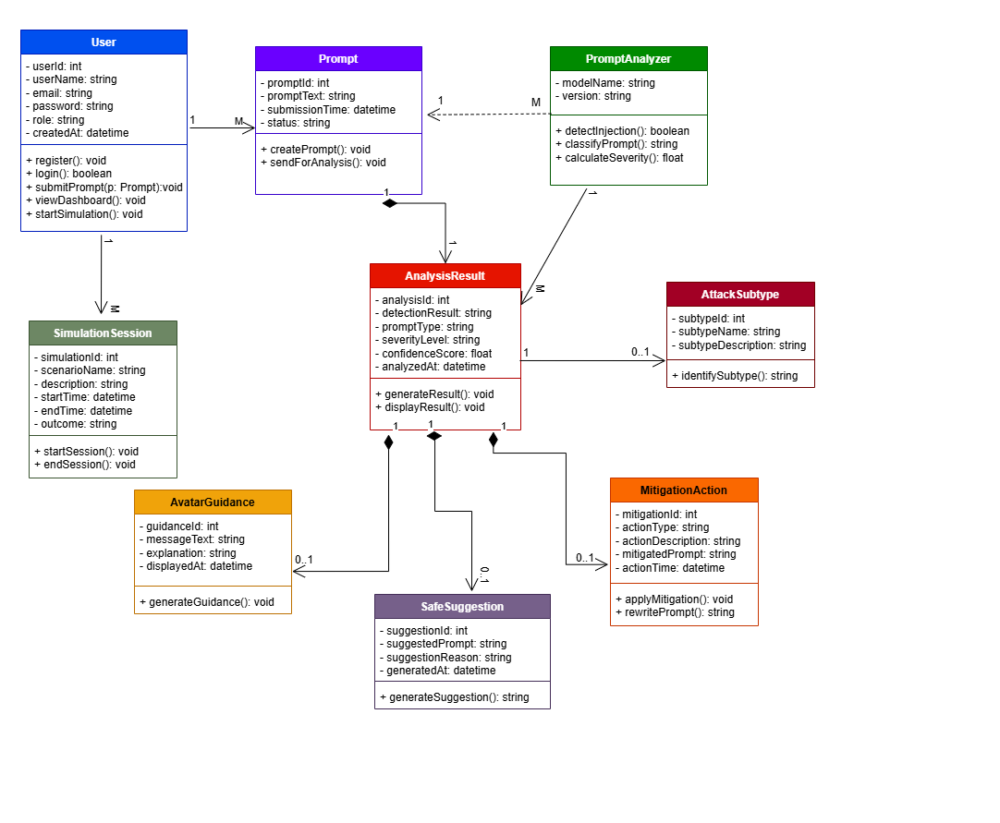 User
- userId: int
- userName: string
- email: string
- password: string
- role: string
- createdAt: datetime
+ register(): void
+ login(): boolean
+ submitPrompt(p: Prompt):void
+ viewDashboard(): void
+ startSimulation(): void
1
M
1
M
Prompt
- promptId: int
- promptText: string
- submissionTime: datetime
- status: string
+ createPrompt(): void
+ sendForAnalysis(): void
1
M
PromptAnalyzer
- modelName: string
- version: string
+ detectInjection(): boolean
+ classifyPrompt(): string
+ calculateSeverity(): float
1
1
1
M
AnalysisResult
- analysisId: int
- detectionResult: string
- promptType: string
- severityLevel: string
- confidenceScore: float
- analyzedAt: datetime
+ generateResult(): void
+ displayResult(): void
1
0..1
AttackSubtype
- subtypeId: int
- subtypeName: string
- subtypeDescription: string
+ identifySubtype(): string
SimulationSession
- simulationId: int
- scenarioName: string
- description: string
- startTime: datetime
- endTime: datetime
- outcome: string
+ startSession(): void
+ endSession(): void
1
1
1
AvatarGuidance
- guidanceId: int
- messageText: string
- explanation: string
- displayedAt: datetime
+ generateGuidance(): void
0..1
0..1
0..1
MitigationAction
- mitigationId: int
- actionType: string
- actionDescription: string
- mitigatedPrompt: string
- actionTime: datetime
+ applyMitigation(): void
+ rewritePrompt(): string
SafeSuggestion
- suggestionId: int
- suggestedPrompt: string
- suggestionReason: string
- generatedAt: datetime
+ generateSuggestion(): string